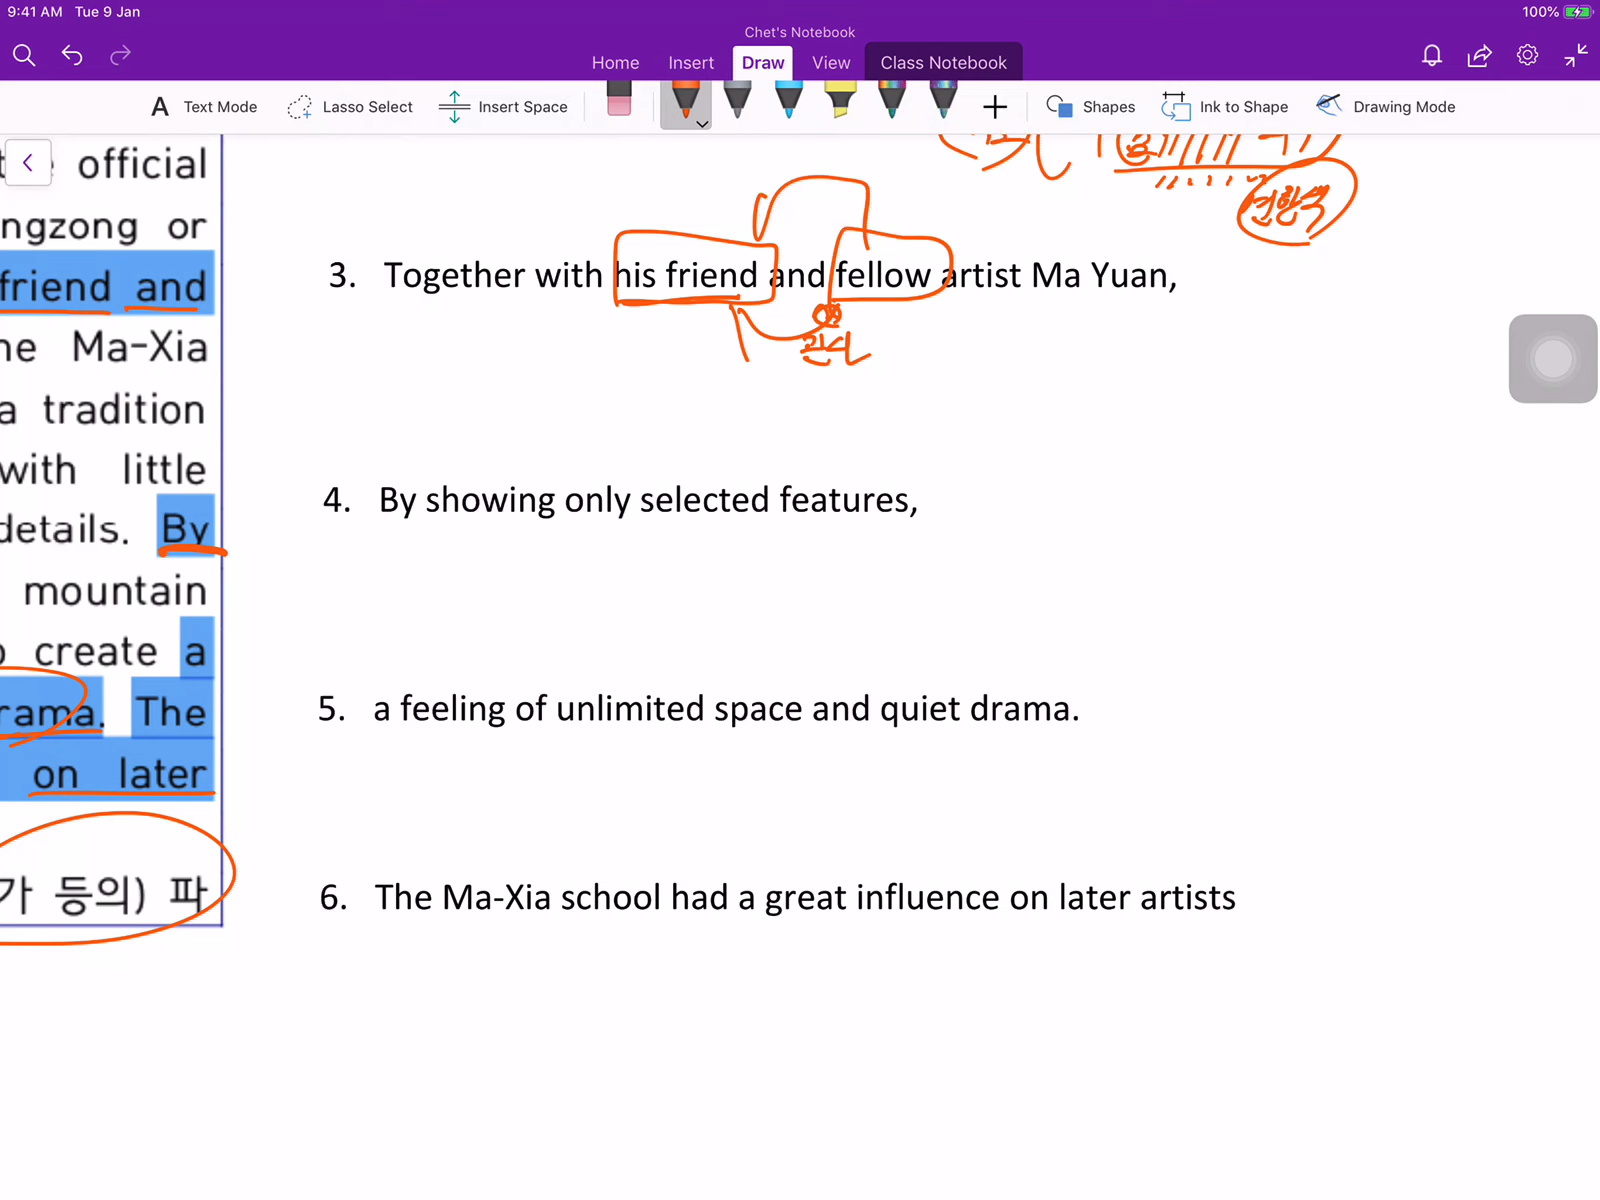 9:41 AM Tue 9 Jan
100%
Chet's Notebook
Home Insert Draw View Class Notebook
A Text Mode Lasso Select Insert Space Shapes Ink to Shape Drawing Mode
official
ngzong or
friend and
ne Ma-Xia
a tradition
with little
details. By
mountain
create a
rama. The
on later
가 등의) 파
3. Together with his friend and fellow artist Ma Yuan,
4. By showing only selected features,
5. a feeling of unlimited space and quiet drama.
6. The Ma-Xia school had a great influence on later artists